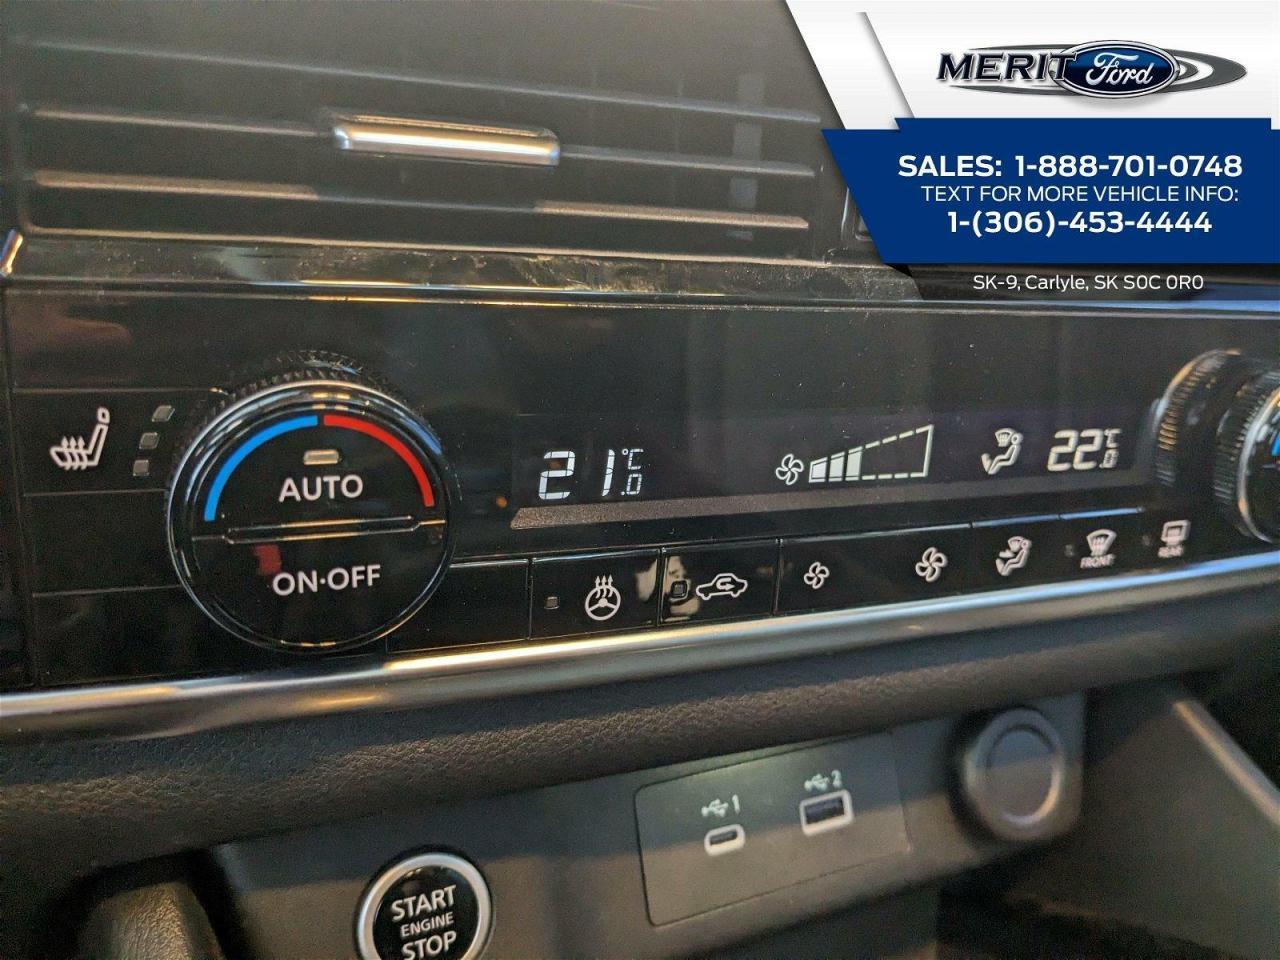 MERIT Ford
SALES: 1-888-701-0748
TEXT FOR MORE VEHICLE INFO:
1-(306)-453-4444
SK-9, Carlyle, SK S0C 0R0
AUTO
ON·OFF
21.0°C
22.0°C
FRONT
REAR
1
2
START
ENGINE
STOP